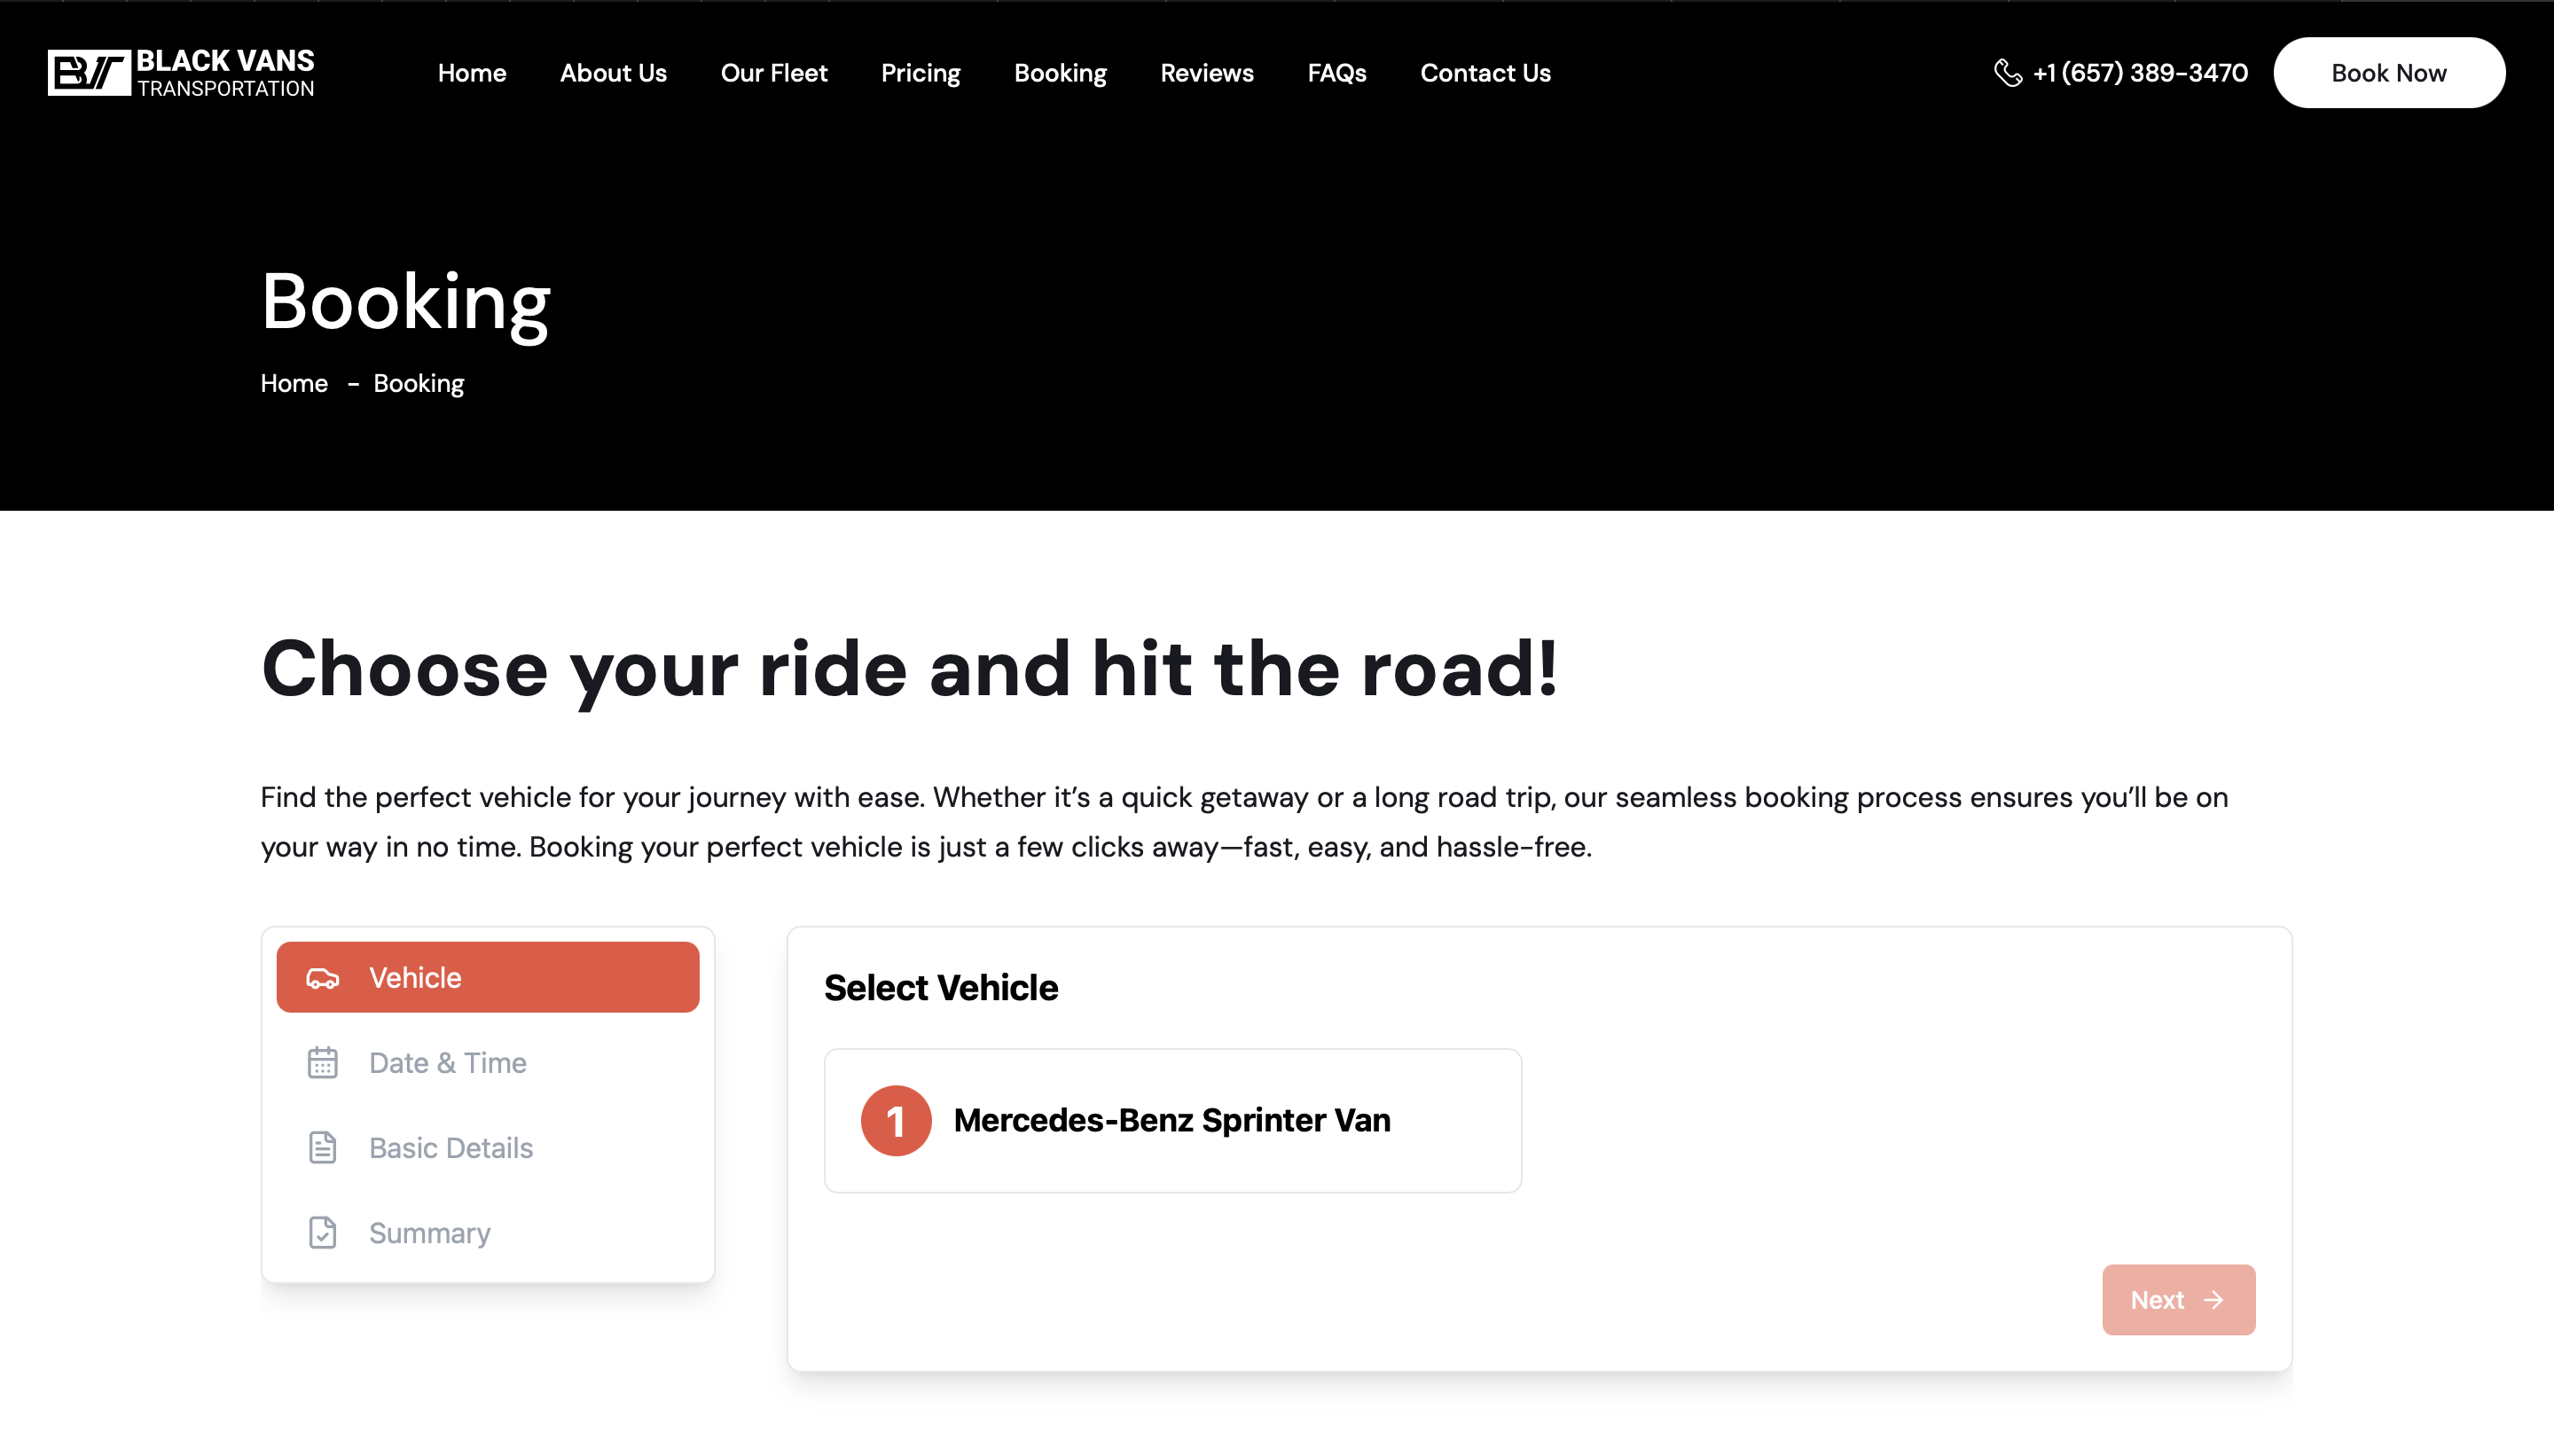 BT BLACK VANS
TRANSPORTATION
Home About Us Our Fleet Pricing Booking Reviews FAQs Contact Us
+1 (657) 389-3470
Book Now
Booking
Home - Booking
Choose your ride and hit the road!
Find the perfect vehicle for your journey with ease. Whether it’s a quick getaway or a long road trip, our seamless booking process ensures you’ll be on
your way in no time. Booking your perfect vehicle is just a few clicks away—fast, easy, and hassle-free.
Vehicle
Date & Time
Basic Details
Summary
Select Vehicle
1 Mercedes-Benz Sprinter Van
Next